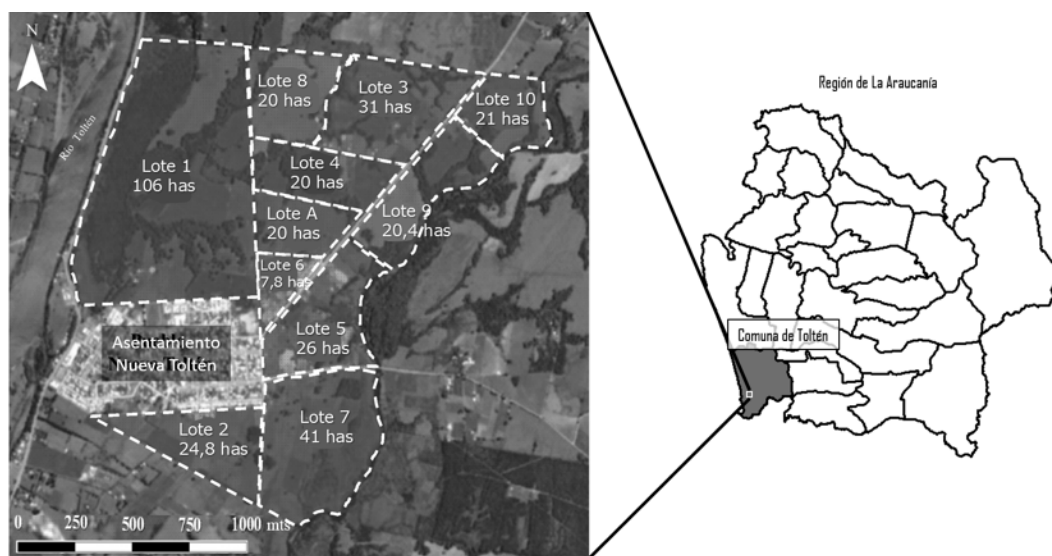 N
Río Toltén
Lote 1
106 has
Lote 8
20 has
Lote 3
31 has
Lote 10
21 has
Lote 4
20 has
Lote A
20 has
Lote 9
20,4 has
Lote 6
7,8 has
Lote 5
26 has
Asentamiento
Nueva Toltén
Lote 2
24,8 has
Lote 7
41 has
0 250 500 750 1000 mts
Región de La Araucanía
Comuna de Toltén